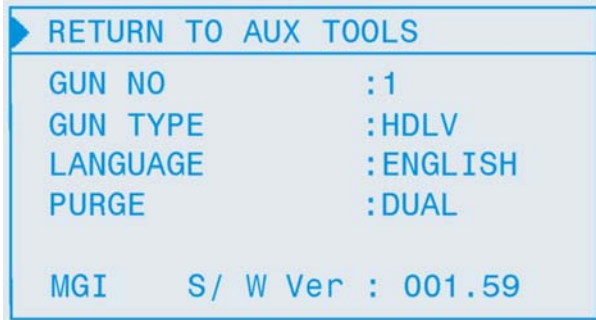 RETURN TO AUX TOOLS
GUN NO :1
GUN TYPE :HDLV
LANGUAGE :ENGLISH
PURGE :DUAL
MGI S/ W Ver : 001.59